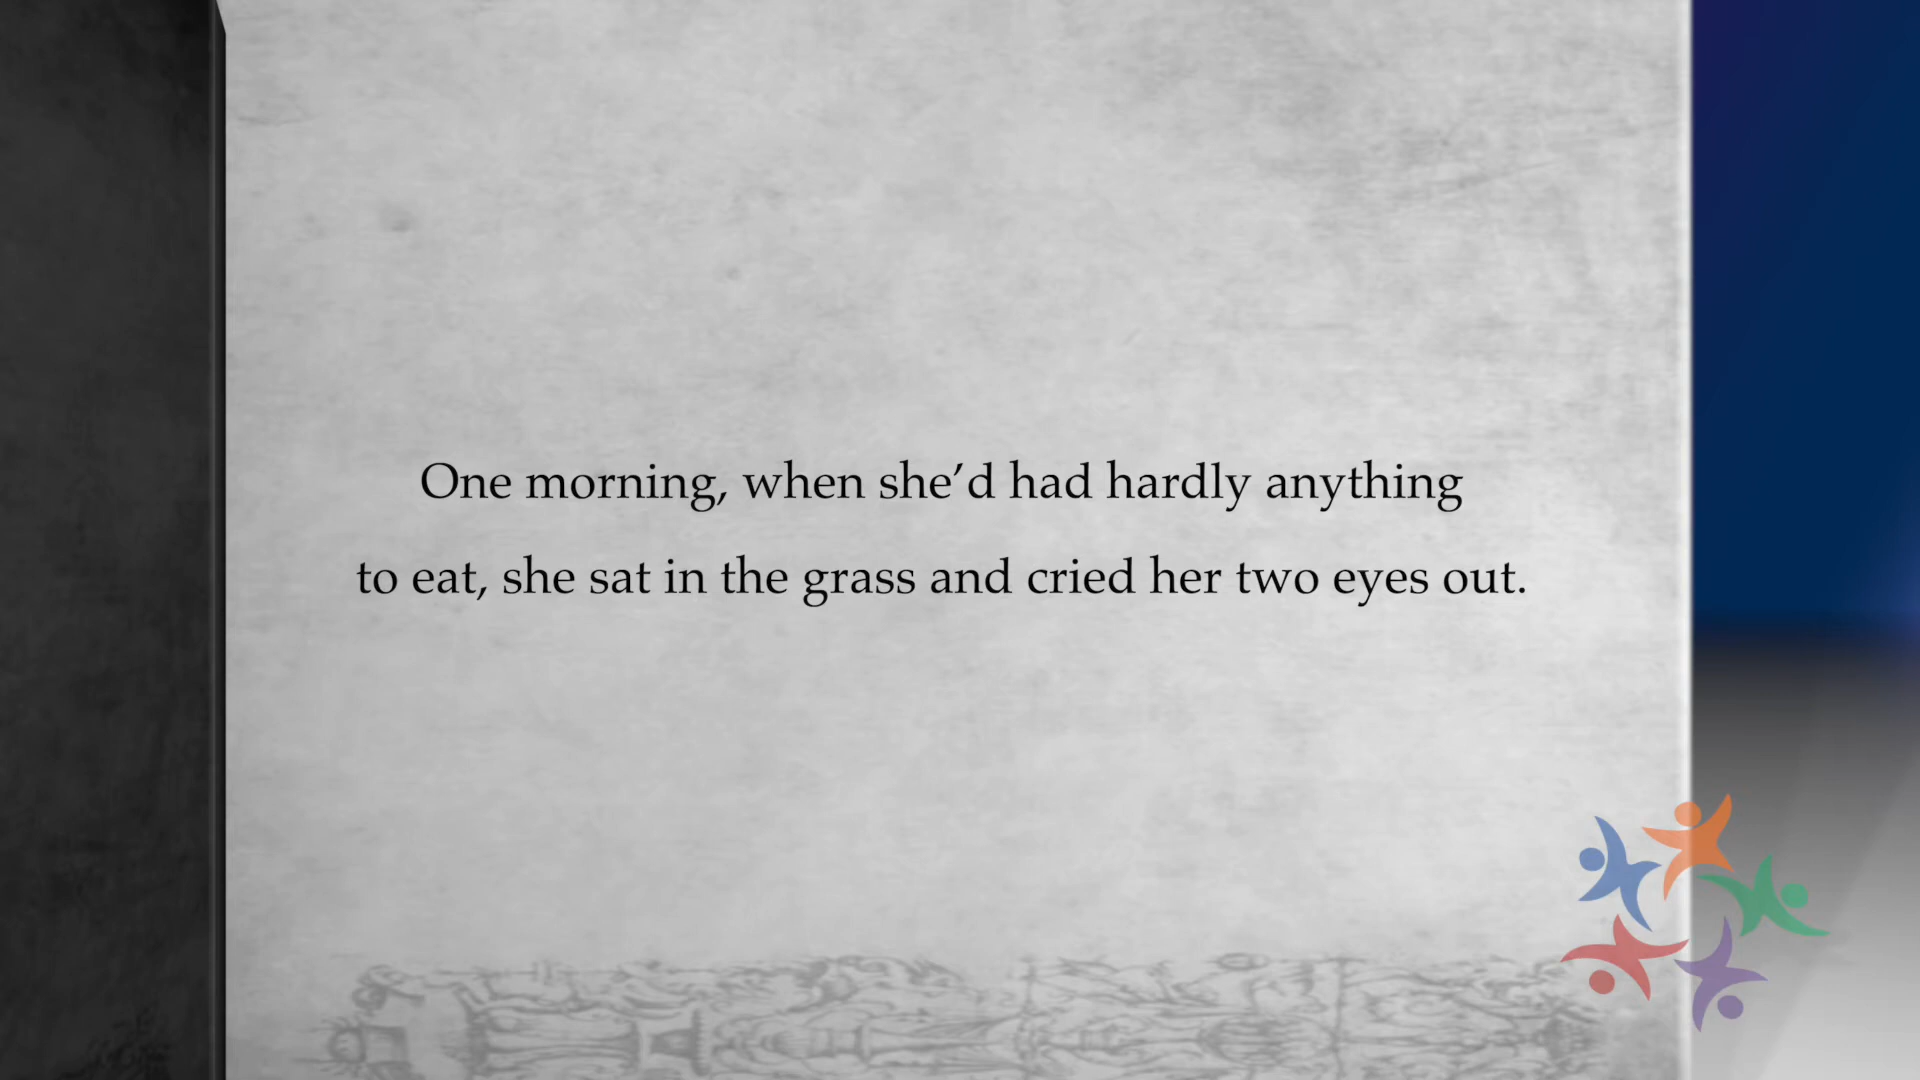 One morning, when she’d had hardly anything
to eat, she sat in the grass and cried her two eyes out.